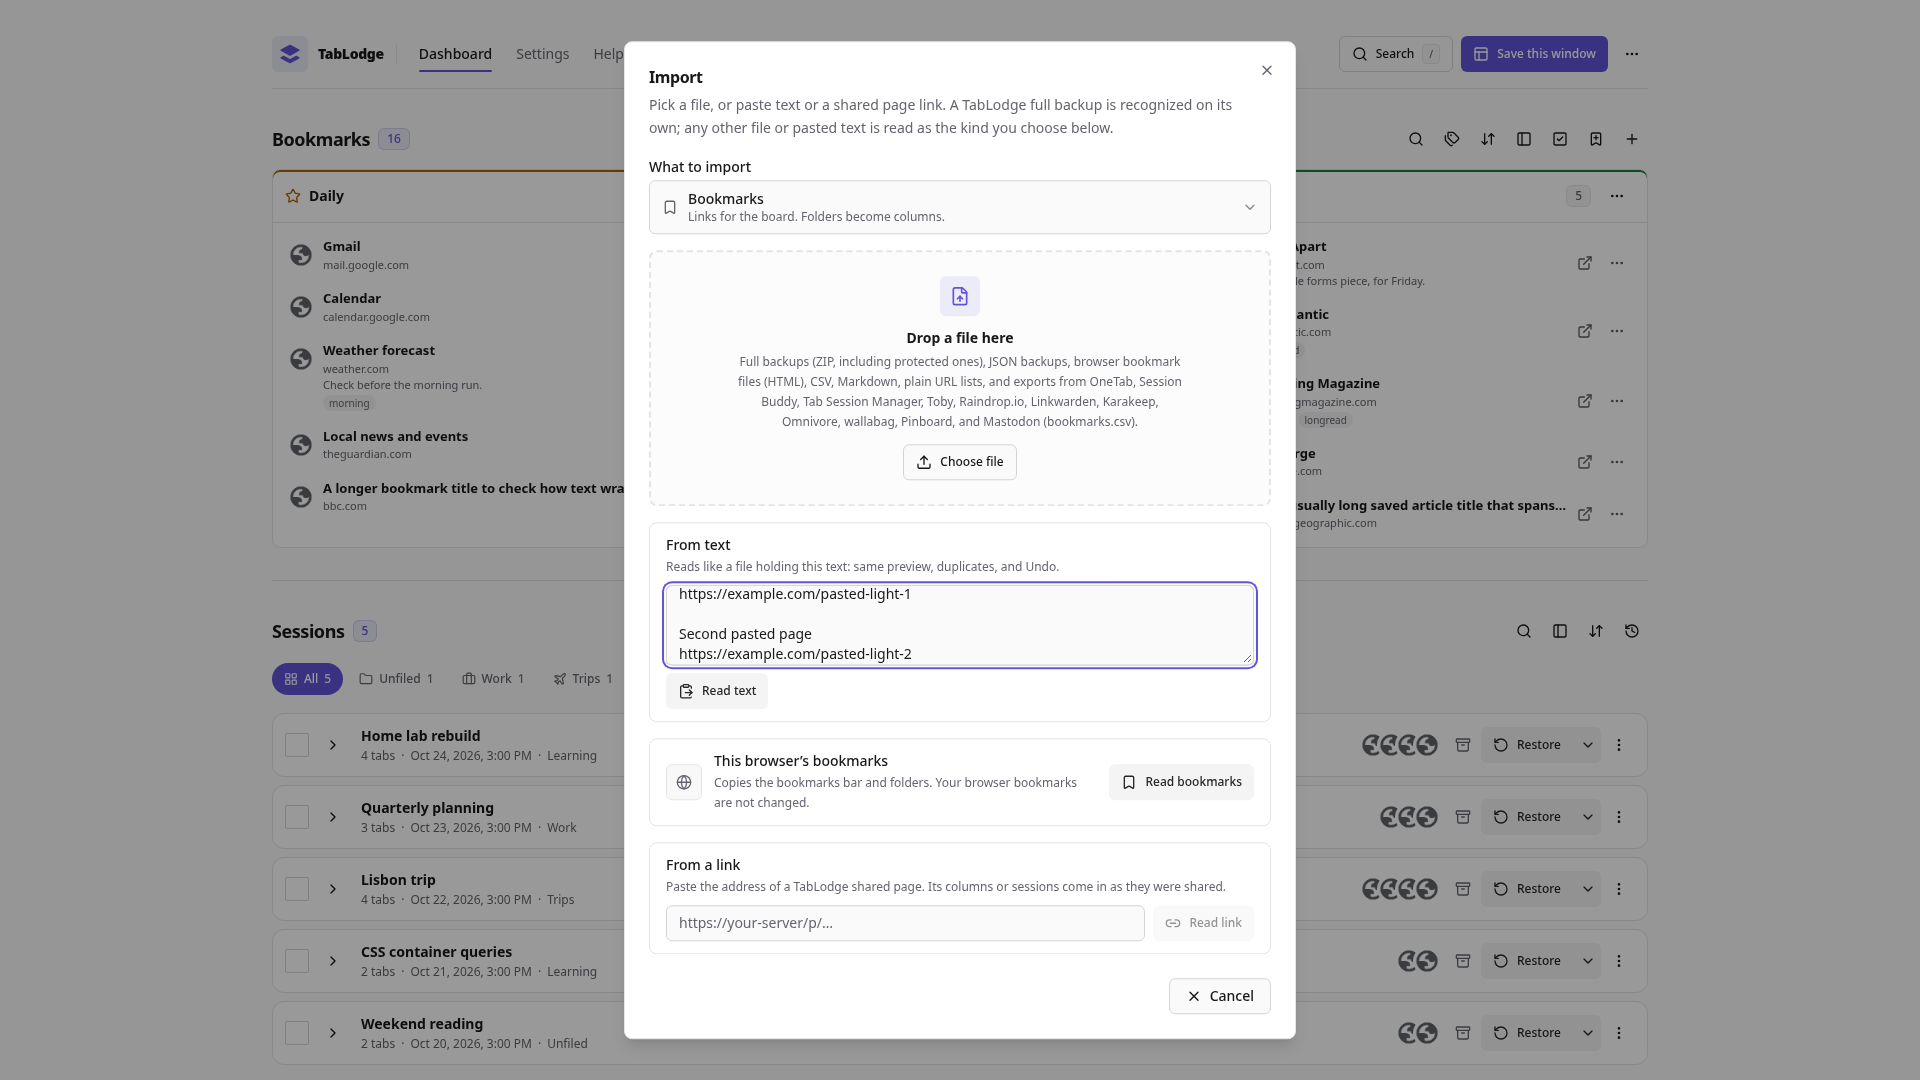 TabLodge
Dashboard
Settings
Help
Search /
Save this window
Bookmarks 16
Daily
Gmail
mail.google.com
Calendar
calendar.google.com
Weather forecast
weather.com
Check before the morning run.
morning
Local news and events
theguardian.com
A longer bookmark title to check how text
bbc.com
5
Apart
t.com
forms piece, for Friday.
antic
tic.com
ng Magazine
gmagazine.com
longread
rge
.com
sually long saved article title that spans...
geographic.com
Import
Pick a file, or paste text or a shared page link. A TabLodge full backup is recognized on its
own; any other file or pasted text is read as the kind you choose below.
What to import
Bookmarks
Links for the board. Folders become columns.
Drop a file here
Full backups (ZIP, including protected ones), JSON backups, browser bookmark
files (HTML), CSV, Markdown, plain URL lists, and exports from OneTab, Session
Buddy, Tab Session Manager, Toby, Raindrop.io, Linkwarden, Karakeep,
Omnivore, wallabag, Pinboard, and Mastodon (bookmarks.csv).
Choose file
From text
Reads like a file holding this text: same preview, duplicates, and Undo.
https://example.com/pasted-light-1
Second pasted page
https://example.com/pasted-light-2
Read text
This browser’s bookmarks
Copies the bookmarks bar and folders. Your browser bookmarks
are not changed.
Read bookmarks
From a link
Paste the address of a TabLodge shared page. Its columns or sessions come in as they were shared.
https://your-server/p/...
Read link
Cancel
Sessions 5
All 5
Unfiled 1
Work 1
Trips 1
Home lab rebuild
4 tabs · Oct 24, 2026, 3:00 PM · Learning
Restore
Quarterly planning
3 tabs · Oct 23, 2026, 3:00 PM · Work
Restore
Lisbon trip
4 tabs · Oct 22, 2026, 3:00 PM · Trips
Restore
CSS container queries
2 tabs · Oct 21, 2026, 3:00 PM · Learning
Restore
Weekend reading
2 tabs · Oct 20, 2026, 3:00 PM · Unfiled
Restore